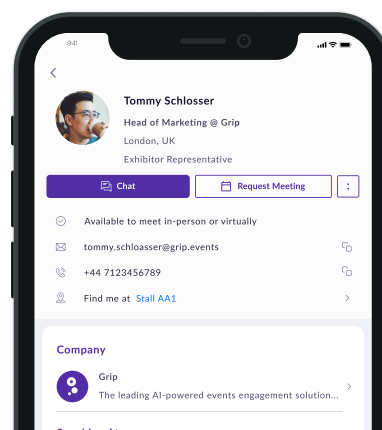 9:41
Tommy Schlosser
Head of Marketing @ Grip
London, UK
Exhibitor Representative
Chat
Request Meeting
Available to meet in-person or virtually
tommy.schloasser@grip.events
+44 7123456789
Find me at Stall AA1
Company
Grip
The leading AI-powered events engagement solution...